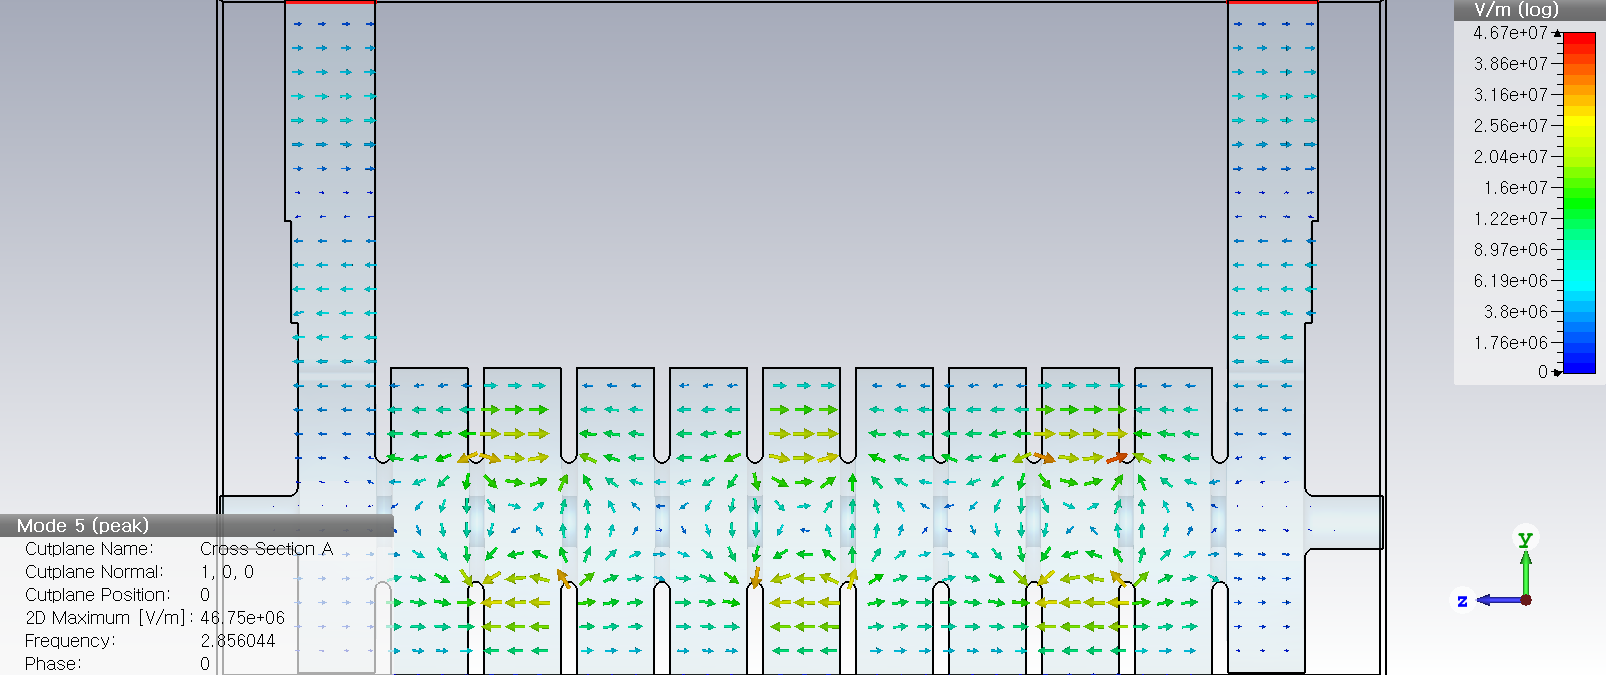 V/m (log)
4.67e+07
3.86e+07
3.16e+07
2.56e+07
2.04e+07
1.6e+07
1.22e+07
8.97e+06
6.19e+06
3.8e+06
1.76e+06
0
Mode 5 (peak)
Cutplane Name: Cross Section A
Cutplane Normal: 1, 0, 0
Cutplane Position: 0
2D Maximum [V/m]: 46.75e+06
Frequency: 2.856044
Phase: 0
Y
z